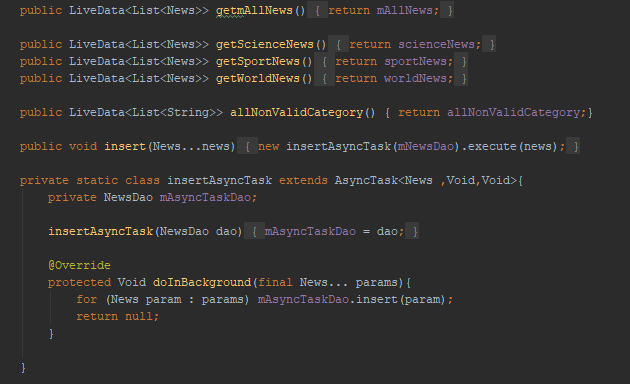 public LiveData<List<News>> getmAllNews() { return mAllNews; }
public LiveData<List<News>> getScienceNews() { return scienceNews; }
public LiveData<List<News>> getSportNews() { return sportNews; }
public LiveData<List<News>> getWorldNews() { return worldNews; }
public LiveData<List<String>> allNonValidCategory() { return allNonValidCategory;}
public void insert(News...news) { new insertAsyncTask(mNewsDao).execute(news); }
private static class insertAsyncTask extends AsyncTask<News ,Void,Void>{
private NewsDao mAsyncTaskDao;
insertAsyncTask(NewsDao dao) { mAsyncTaskDao = dao; }
@Override
protected Void doInBackground(final News... params){
for (News param : params) mAsyncTaskDao.insert(param);
return null;
}
}